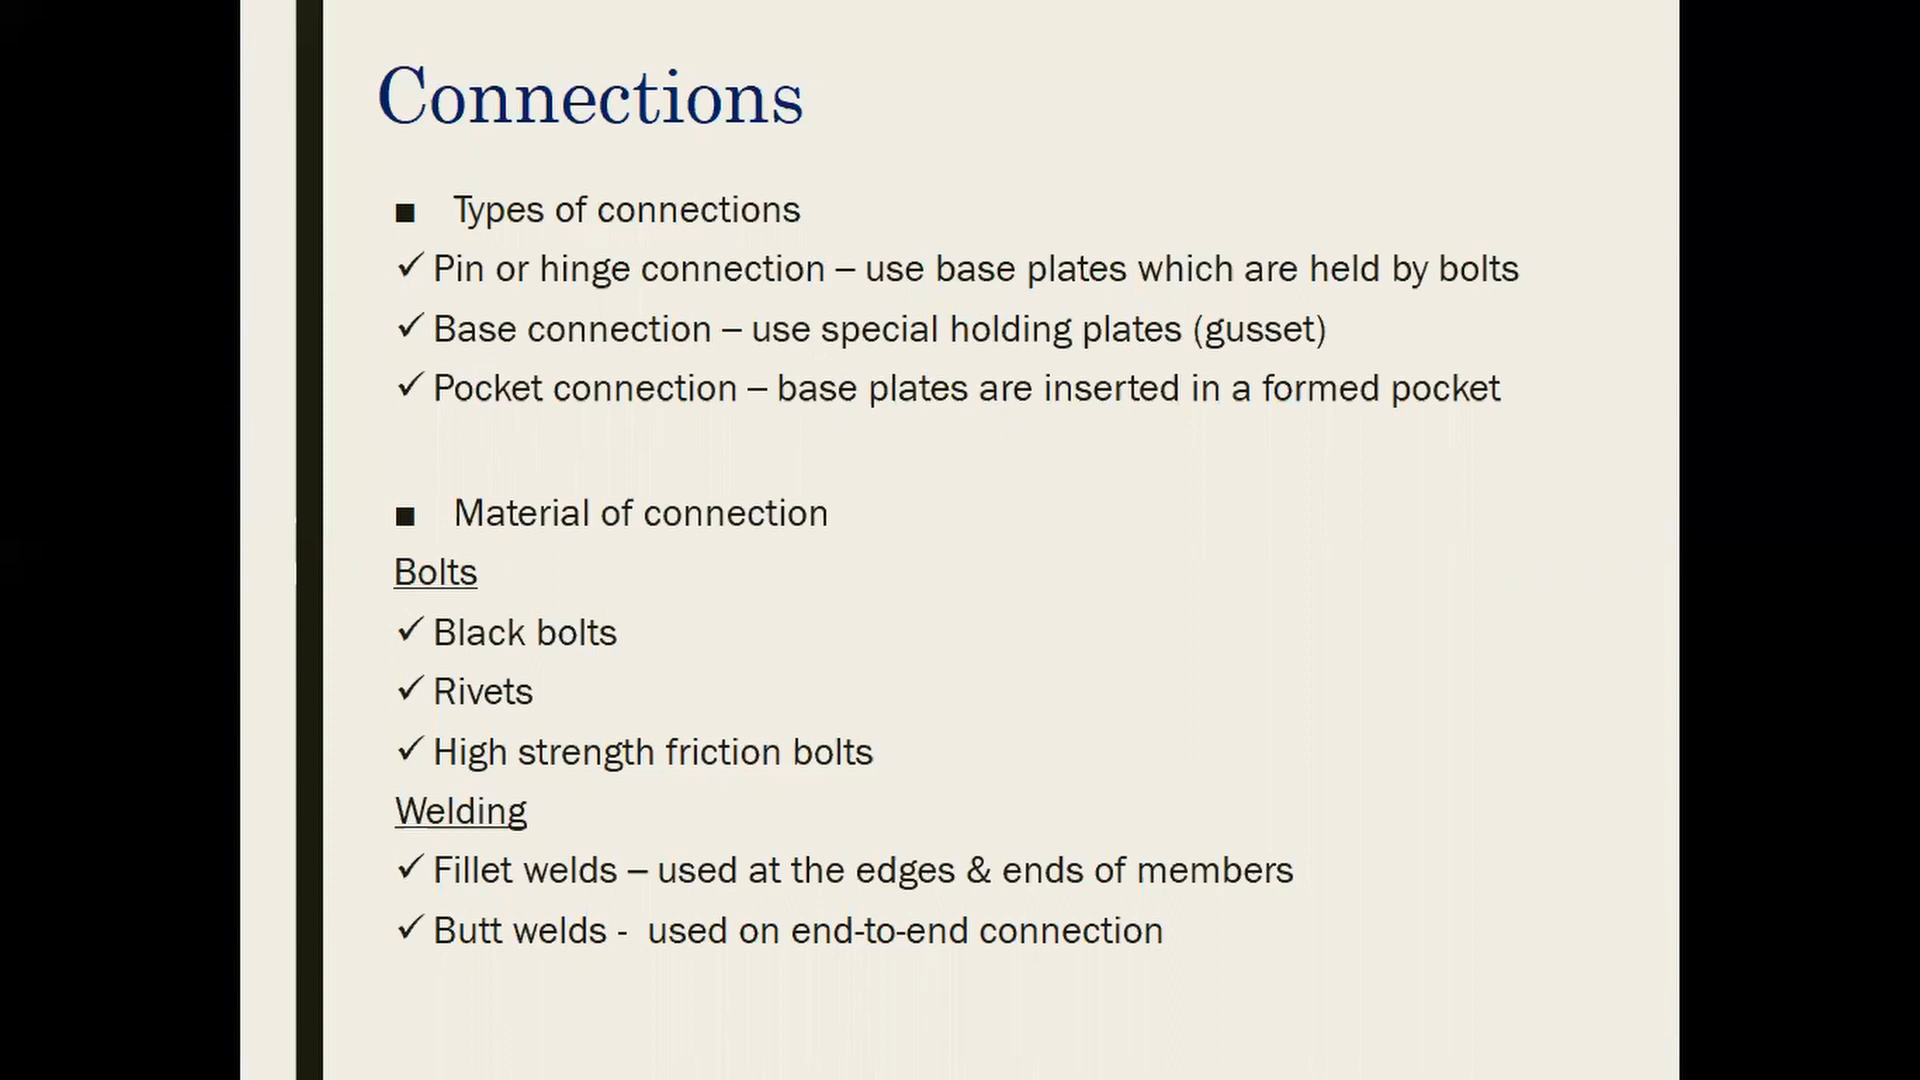 Connections
▪ Types of connections
✓ Pin or hinge connection – use base plates which are held by bolts
✓ Base connection – use special holding plates (gusset)
✓ Pocket connection – base plates are inserted in a formed pocket
▪ Material of connection
Bolts
✓ Black bolts
✓ Rivets
✓ High strength friction bolts
Welding
✓ Fillet welds – used at the edges & ends of members
✓ Butt welds -  used on end-to-end connection